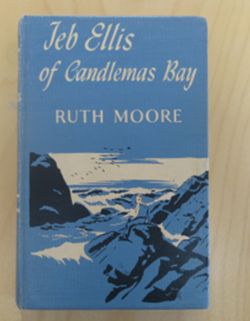 Jeb Ellis
of Candlemas Bay
RUTH MOORE